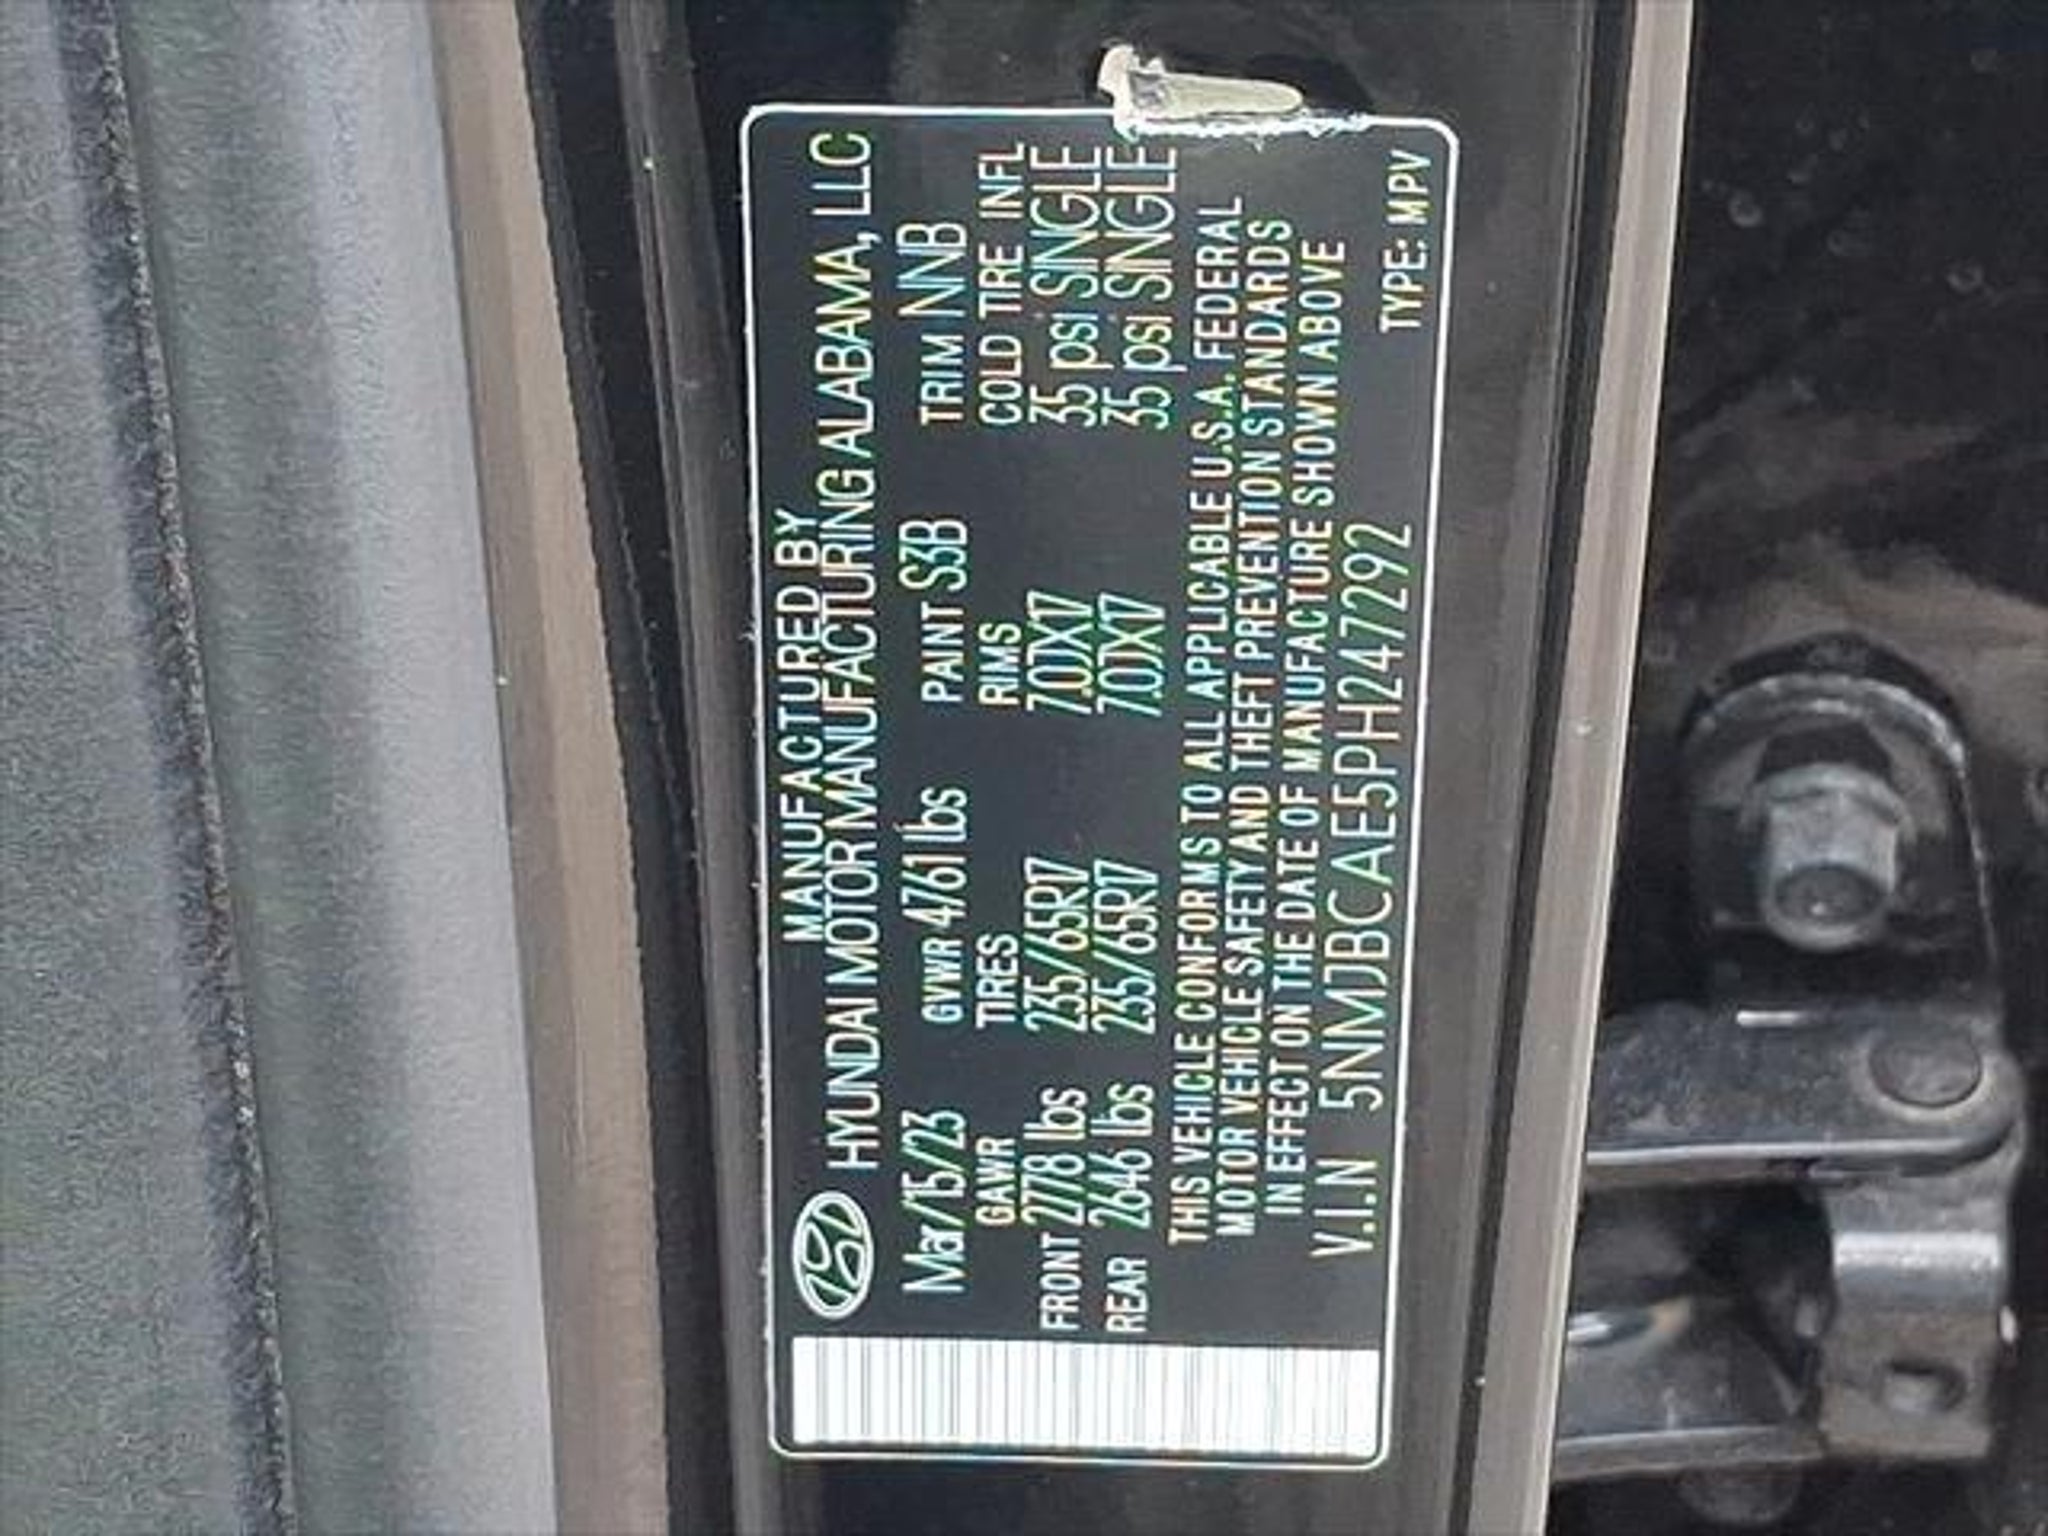 MANUFACTURED BY
HYUNDAI MOTOR MANUFACTURING ALABAMA, LLC
Mar/15/23 GVWR 4761 lbs PAINT S3B TRIM NNB
GAWR TIRES RIMS COLD TIRE INFL
FRONT 2778 lbs 235/65R17 7.0JX17 35 psi SINGLE
REAR 2646 lbs 235/65R17 7.0JX17 35 psi SINGLE
THIS VEHICLE CONFORMS TO ALL APPLICABLE U.S.A. FEDERAL
MOTOR VEHICLE SAFETY AND THEFT PREVENTION STANDARDS
IN EFFECT ON THE DATE OF MANUFACTURE SHOWN ABOVE
V.I.N 5NMJBCAE5PH247292 TYPE: MPV